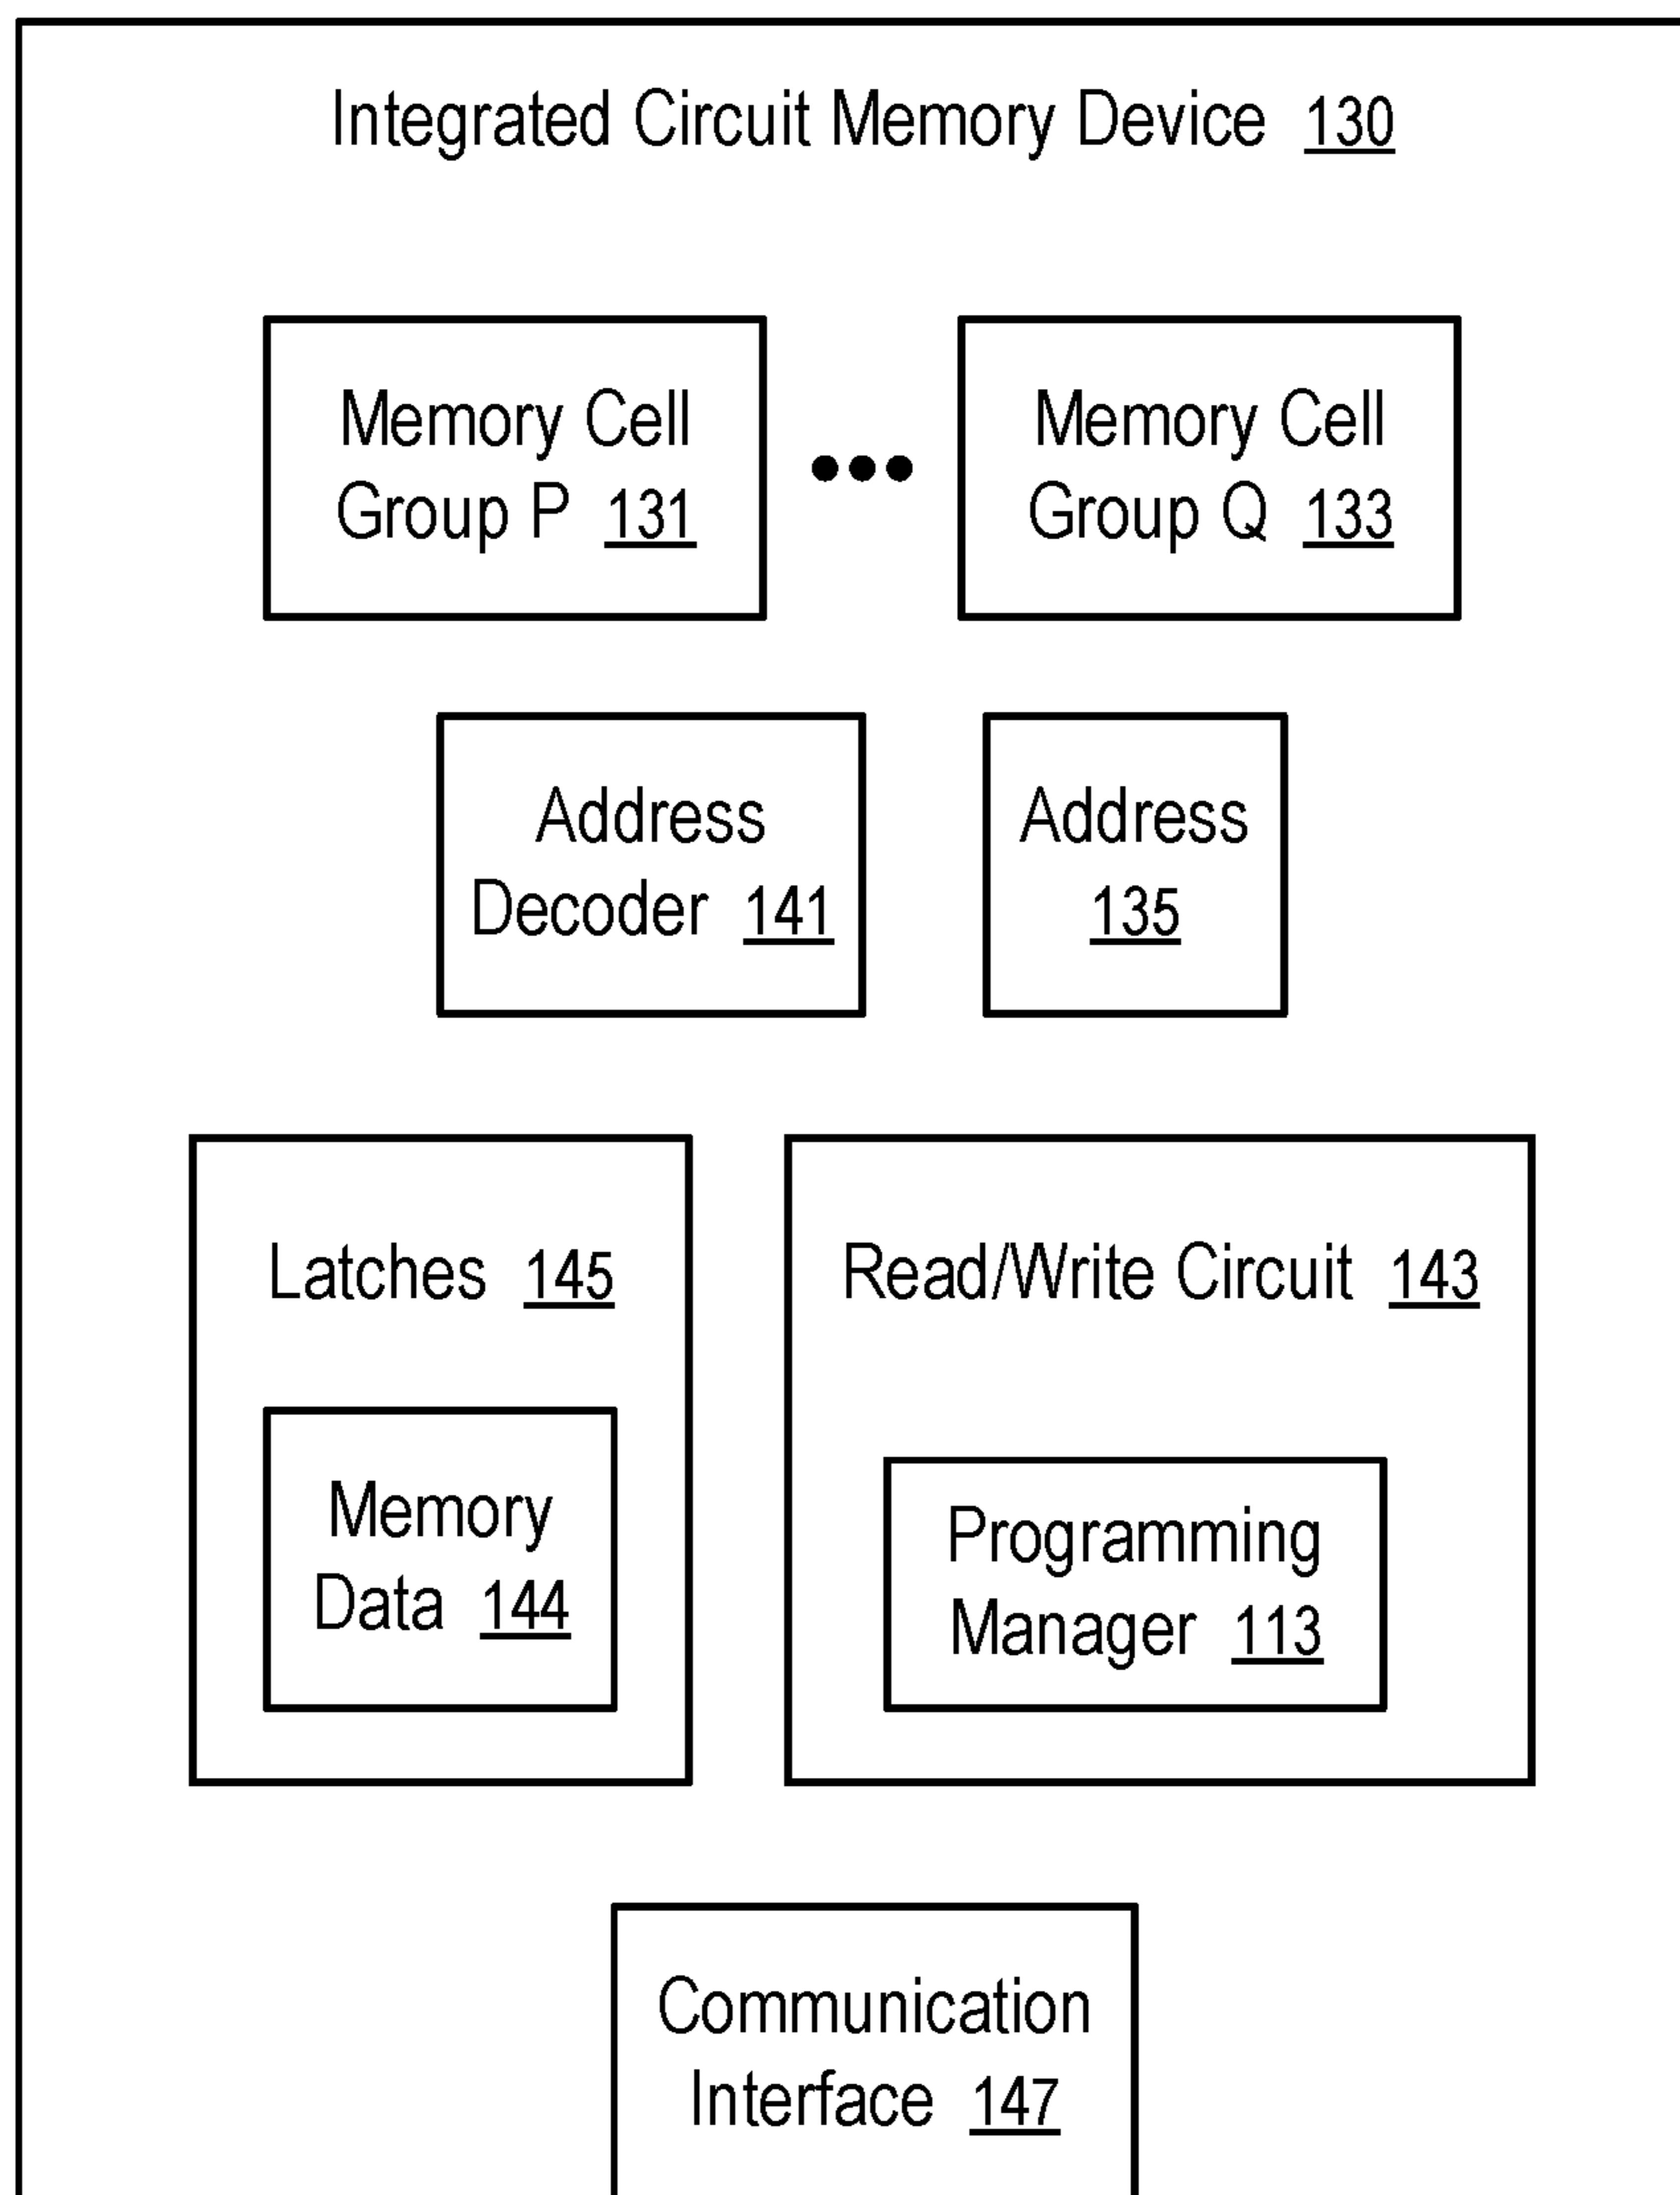 Integrated Circuit Memory Device 130
Memory Cell
Group P 131
Memory Cell
Group Q 133
Address
Decoder 141
Address
135
Latches 145
Memory
Data 144
Read/Write Circuit 143
Programming
Manager 113
Communication
Interface 147